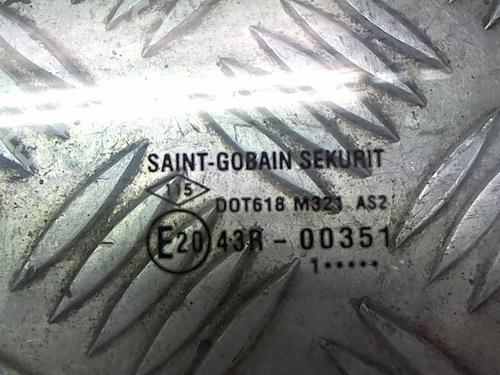 SAINT-GOBAIN SEKURIT
115
DOT618 M321 AS2
E20 43R - 00351
1•••••